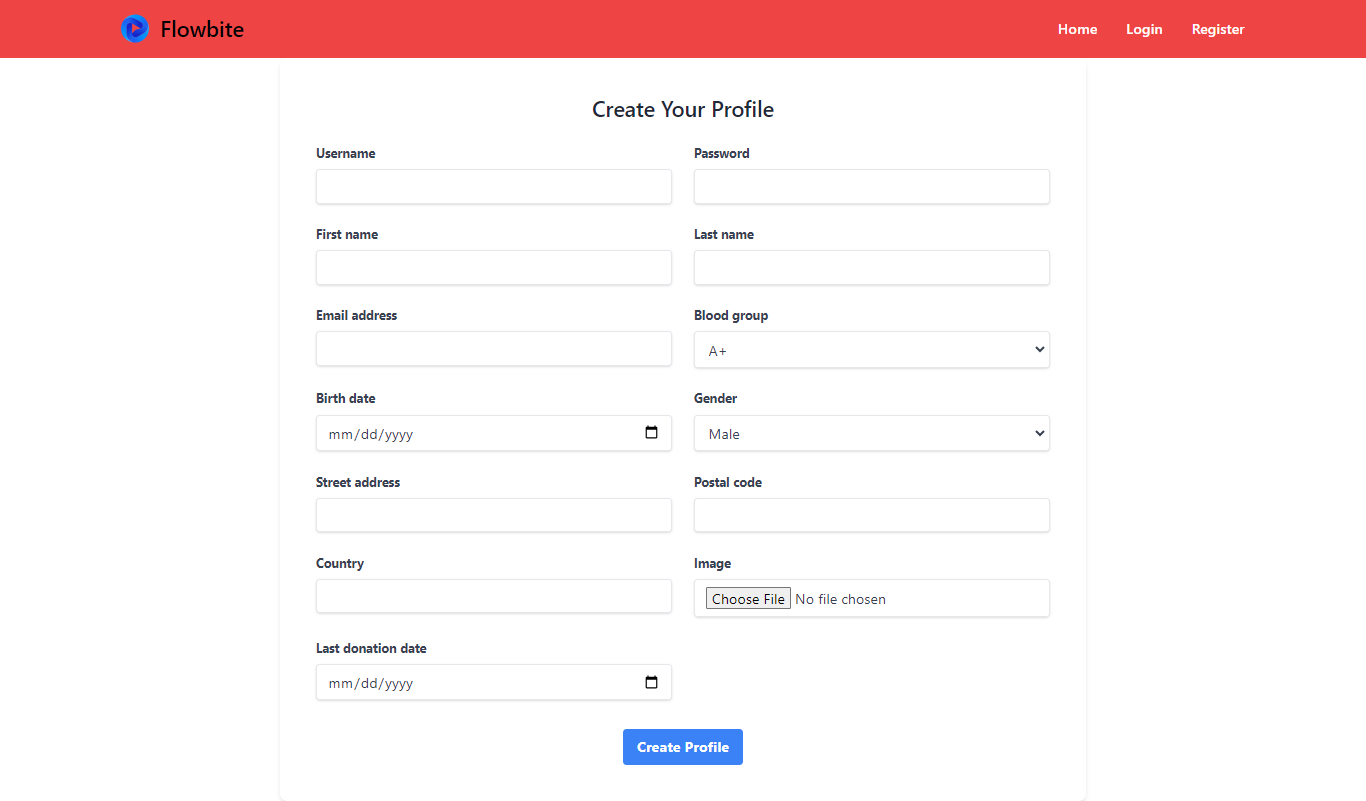 Flowbite
Home Login Register
Create Your Profile
Username Password
First name Last name
Email address Blood group
A+
Birth date Gender
mm/dd/yyyy Male
Street address Postal code
Country Image
Choose File No file chosen
Last donation date
mm/dd/yyyy
Create Profile